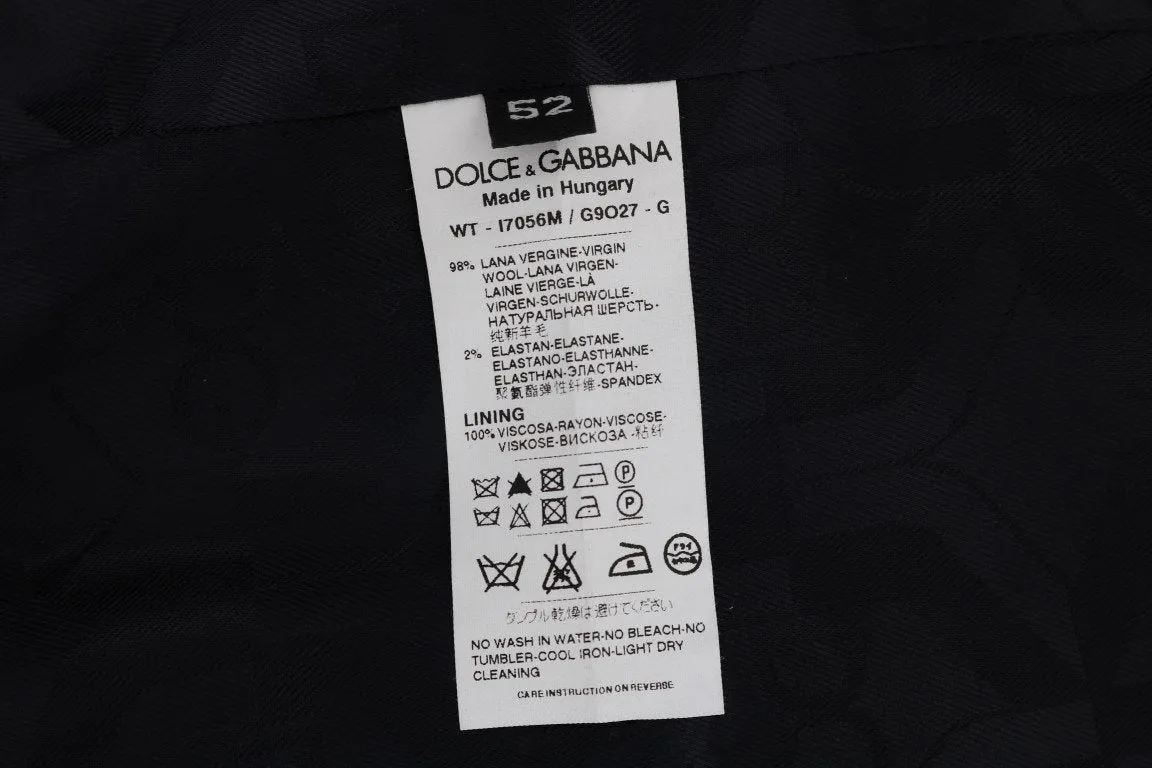 52
DOLCE & GABBANA
Made in Hungary
WT - I7056M / G9O27 - G
98% LANA VERGINE-VIRGIN
WOOL-LANA VIRGEN-
LAINE VIERGE-LÀ
VIRGEN-SCHURWOLLE-
НАТУРАЛЬНАЯ ШЕРСТЬ-
纯新羊毛
2% ELASTAN-ELASTANE-
ELASTANO-ELASTHANNE-
ELASTHAN-ЭЛАСТАН-
聚氨酯弹性纤维-SPANDEX
LINING
100% VISCOSA-RAYON-VISCOSE-
VISKOSE-ВИСКОЗА -粘纤
P
P
ドライ
タンブル乾燥は避けてください
NO WASH IN WATER-NO BLEACH-NO
TUMBLER-COOL IRON-LIGHT DRY
CLEANING
CARE INSTRUCTION ON REVERSE